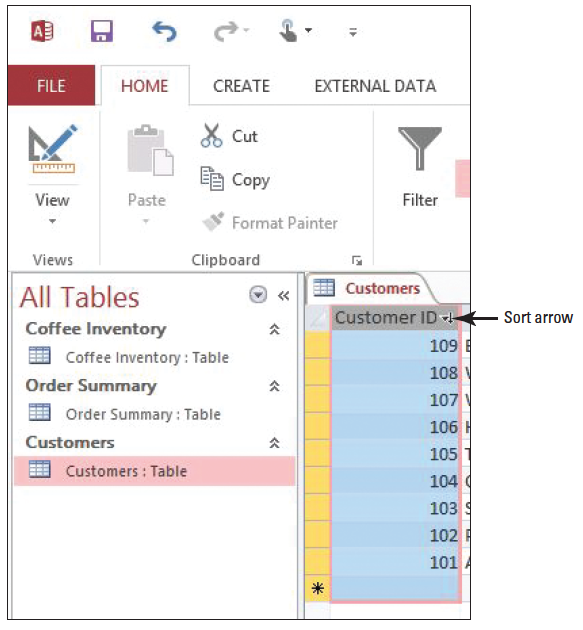 FILE HOME CREATE EXTERNAL DATA
View
Paste
Cut
Copy
Format Painter
Filter
Views
Clipboard
All Tables
Coffee Inventory
Coffee Inventory : Table
Order Summary
Order Summary : Table
Customers
Customers : Table
Customers
Customer ID
109
108
107
106
105
104
103
102
101
Sort arrow